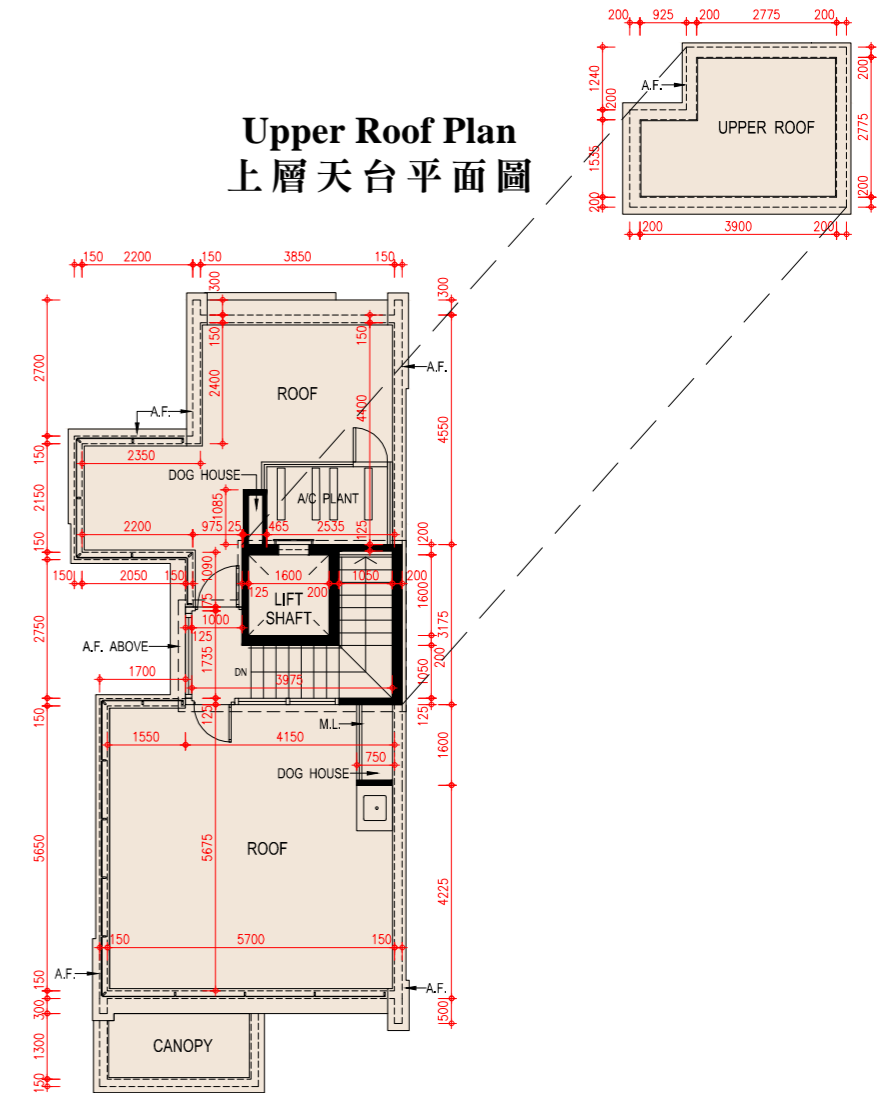 200 925 200 2775 200
1240
A.F.
200
200
UPPER ROOF
2775
1535
200
200
200 3900 200
Upper Roof Plan
上層天台平面圖
150 2200 150 3850 150
300
300
150
150
2700
ROOF
A.F.
2400
4400
A.F.
4550
150
2350
DOG HOUSE
A/C PLANT
2150
1085
2200 975 25 465 2535
125
200
150
150 2050 150
1090
1600 1050 200
125 200
1600
LIFT
SHAFT
75
1000
125
3175
2750
A.F. ABOVE
1735
200
DN
1700
3975
1050
150
125
M.L.
125
1550 4150
750
1600
DOG HOUSE
5650
ROOF
5675
4225
150 5700 150
150
A.F.
A.F.
300
500
1300
CANOPY
150